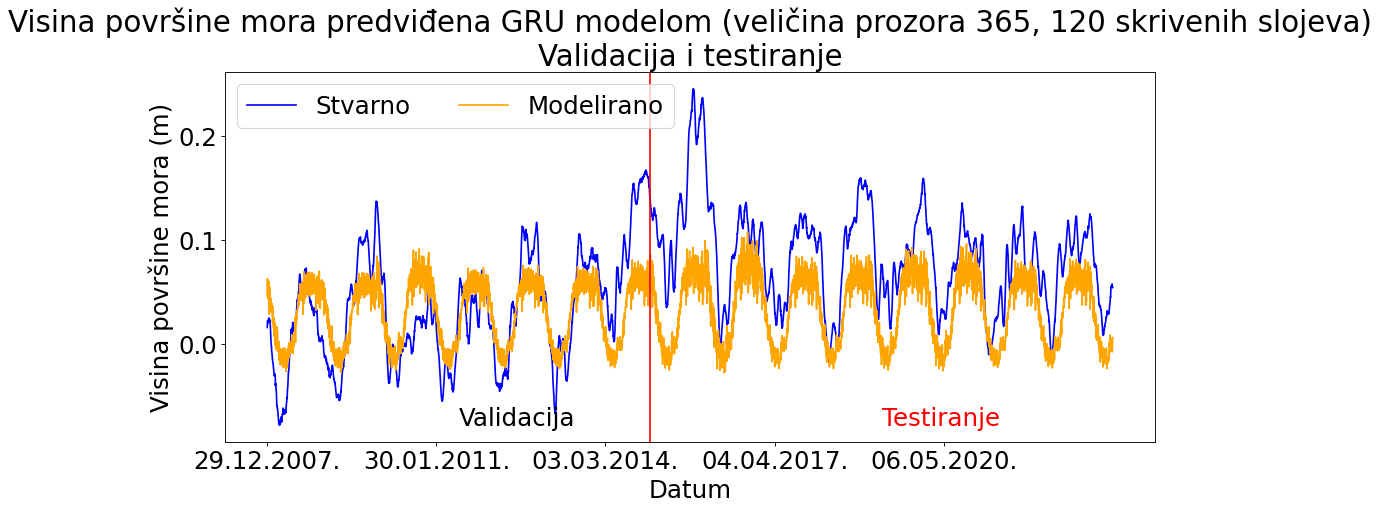 Visina površine mora predviđena GRU modelom (veličina prozora 365, 120 skrivenih slojeva)
Validacija i testiranje
Stvarno
Modelirano
Visina površine mora (m)
0.2
0.1
0.0
Validacija
Testiranje
29.12.2007.
30.01.2011.
03.03.2014.
04.04.2017.
06.05.2020.
Datum